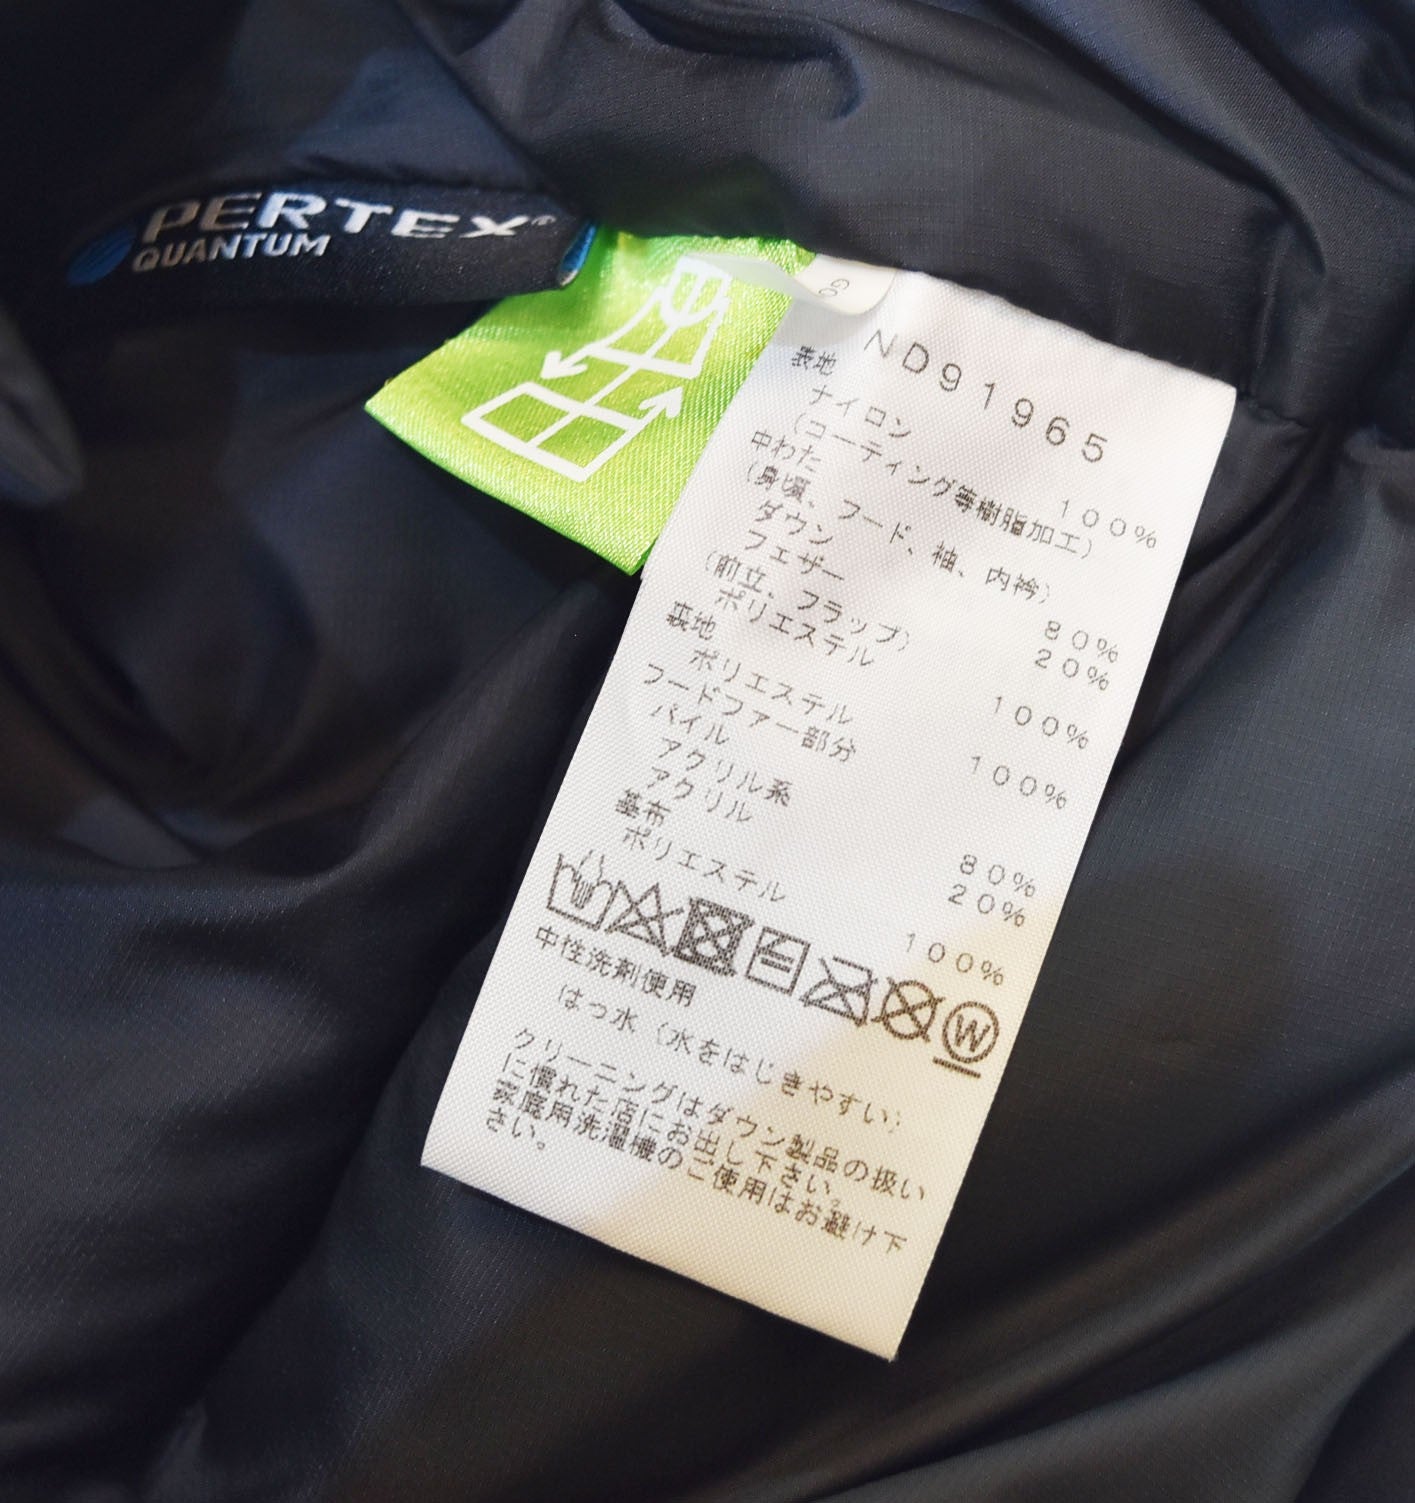 PERTEX®
QUANTUM
ND91965
表地
ナイロン 100%
(コーティング等樹脂加工)
中わた
(身頃、フード、袖、内衿)
ダウン 80%
フェザー 20%
(前立、フラップ)
ポリエステル 100%
裏地
ポリエステル 100%
フードファー部分
パイル
アクリル系 80%
アクリル 20%
基布
ポリエステル 100%
W
中性洗剤使用
はっ水(水をはじきやすい)
クリーニングはダウン製品の扱い
に慣れた店にお出し下さい。
家庭用洗濯機のご使用はお避け下
さい。